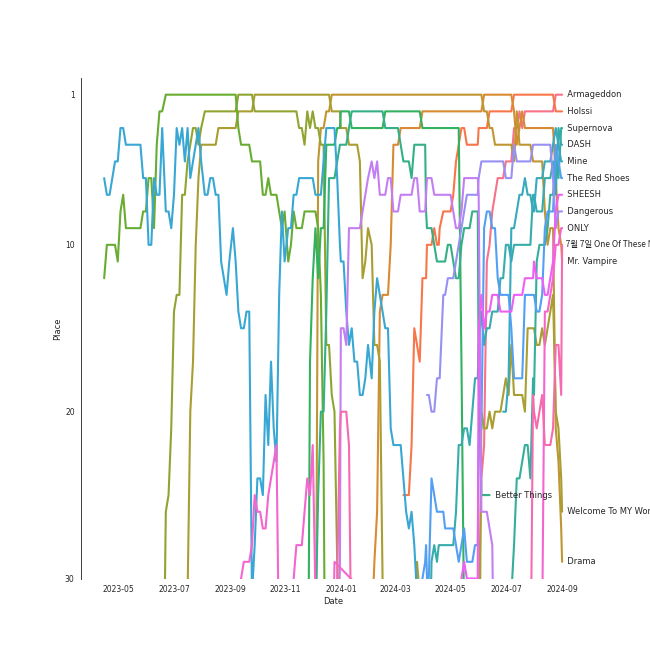 1
10
20
30
Place
2023-05
2023-07
2023-09
2023-11
2024-01
2024-03
2024-05
2024-07
2024-09
Date
Armageddon
Holssi
Supernova
DASH
Mine
The Red Shoes
SHEESH
Dangerous
ONLY
7월 7일 One Of These
Mr. Vampire
Better Things
Welcome To MY
Drama